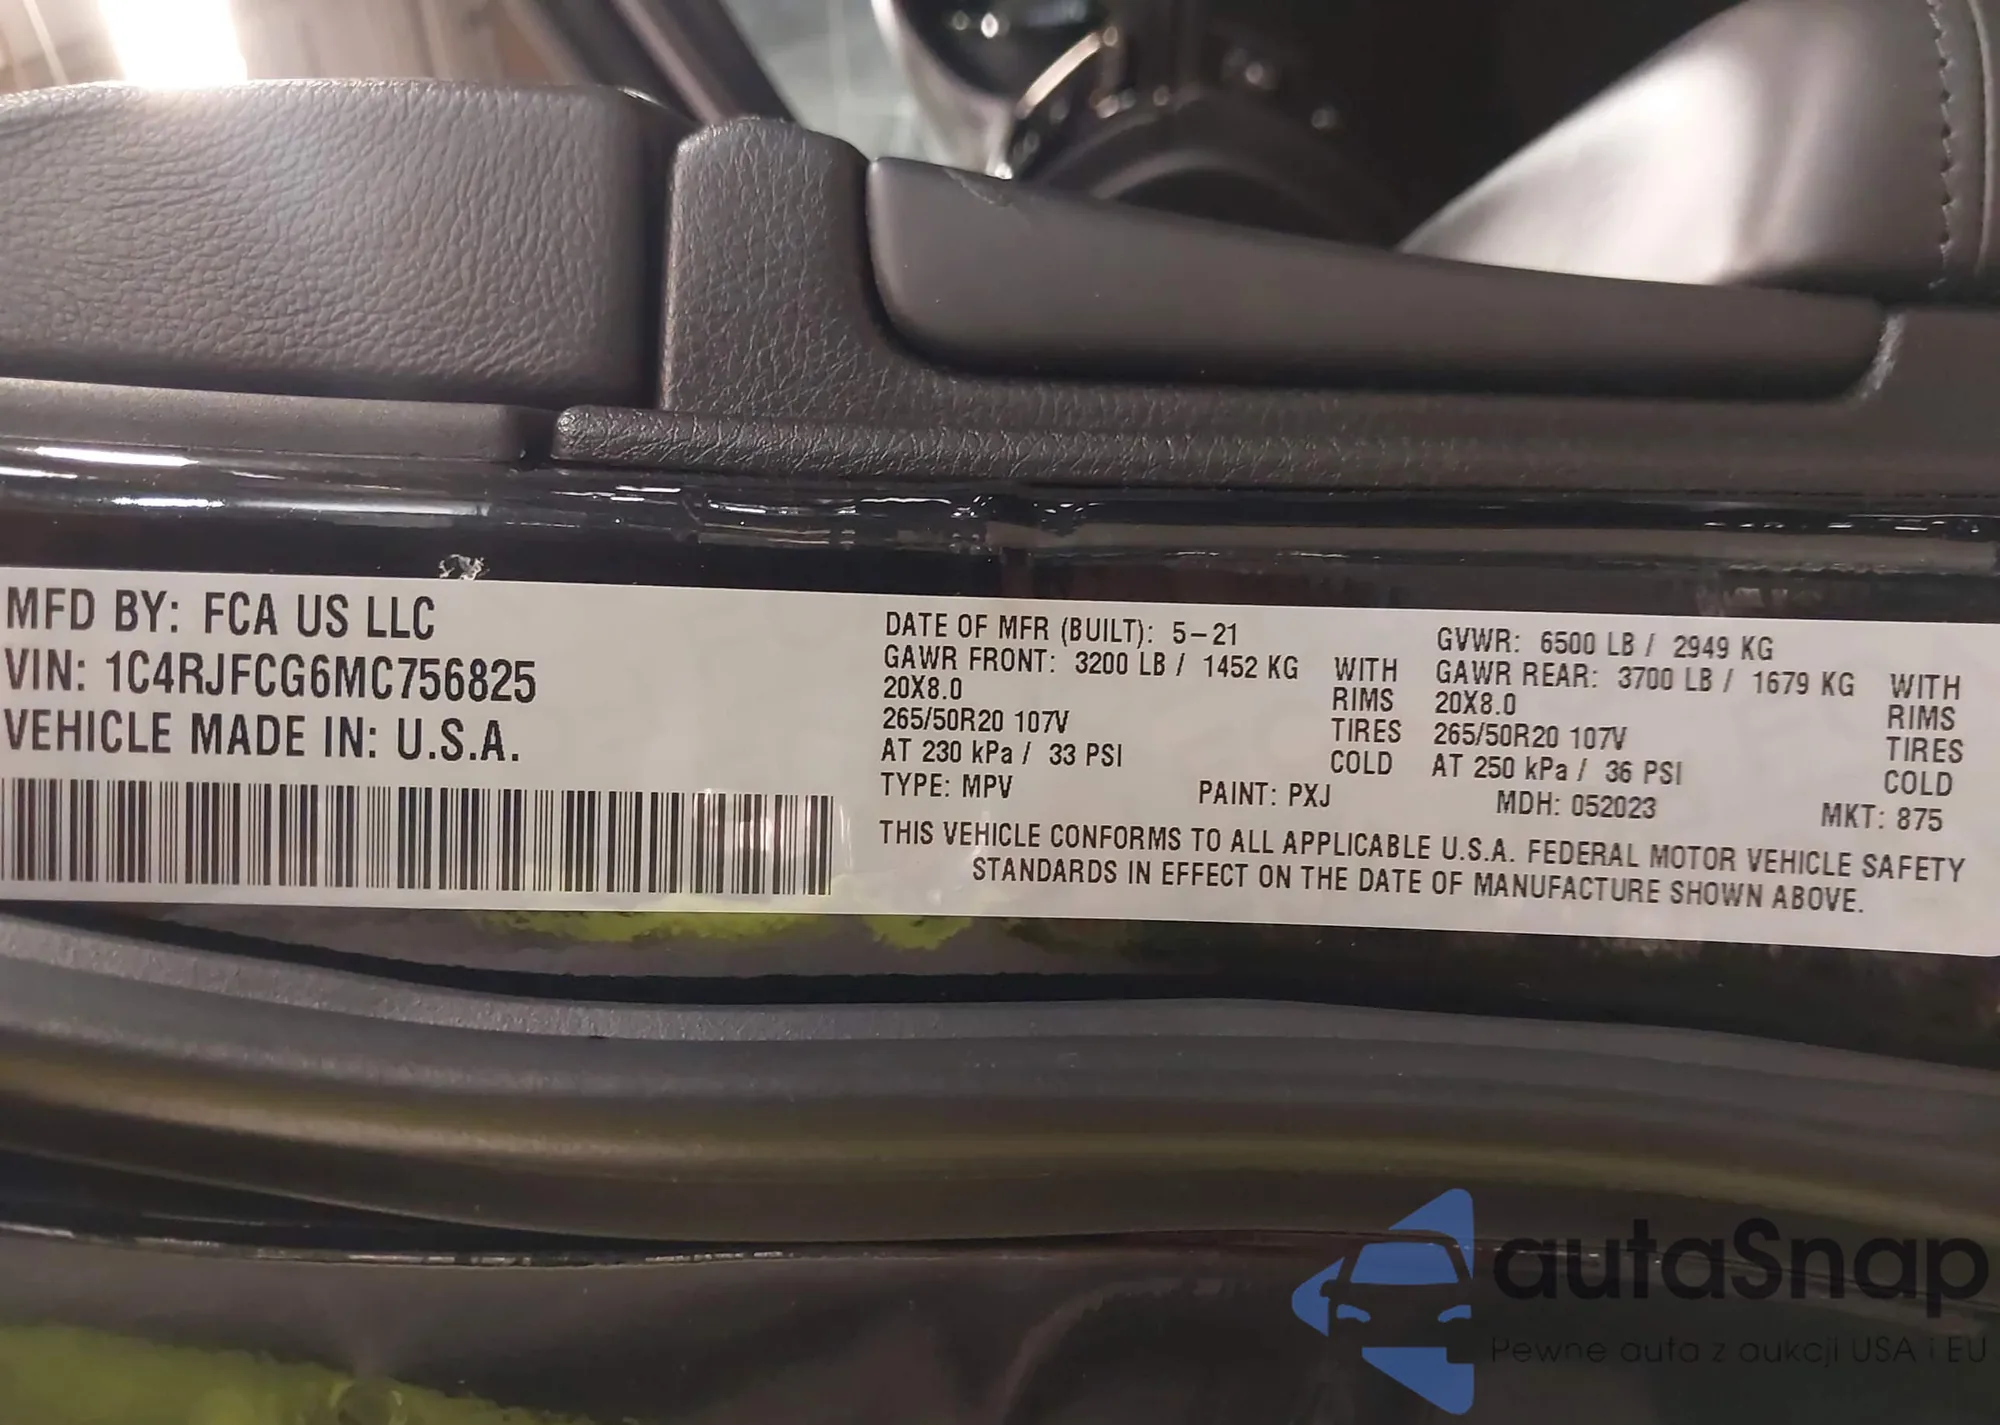 MFD BY: FCA US LLC
VIN: 1C4RJFCG6MC756825
VEHICLE MADE IN: U.S.A.
DATE OF MFR (BUILT): 5-21
GAWR FRONT: 3200 LB / 1452 KG WITH
20X8.0 RIMS
265/50R20 107V TIRES
AT 230 kPa / 33 PSI COLD
GVWR: 6500 LB / 2949 KG
GAWR REAR: 3700 LB / 1679 KG WITH
20X8.0 RIMS
265/50R20 107V TIRES
AT 250 kPa / 36 PSI COLD
TYPE: MPV PAINT: PXJ MDH: 052023 MKT: 875
THIS VEHICLE CONFORMS TO ALL APPLICABLE U.S.A. FEDERAL MOTOR VEHICLE SAFETY
STANDARDS IN EFFECT ON THE DATE OF MANUFACTURE SHOWN ABOVE.
autaSnap
Pewne auta z aukcji USA i EU